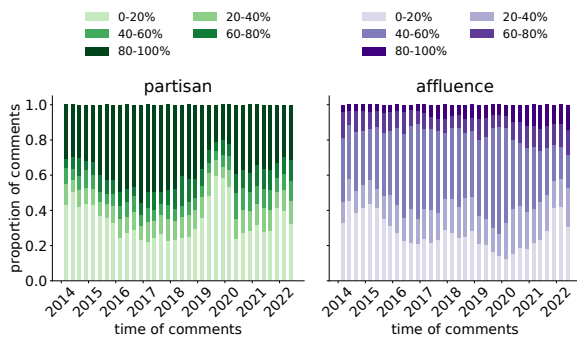 0-20% 20-40%
40-60% 60-80%
80-100%
0-20% 20-40%
40-60% 60-80%
80-100%
partisan
affluence
proportion of comments
1.0
0.8
0.6
0.4
0.2
0.0
2014 2015 2016 2017 2018 2019 2020 2021 2022
2014 2015 2016 2017 2018 2019 2020 2021 2022
time of comments
time of comments